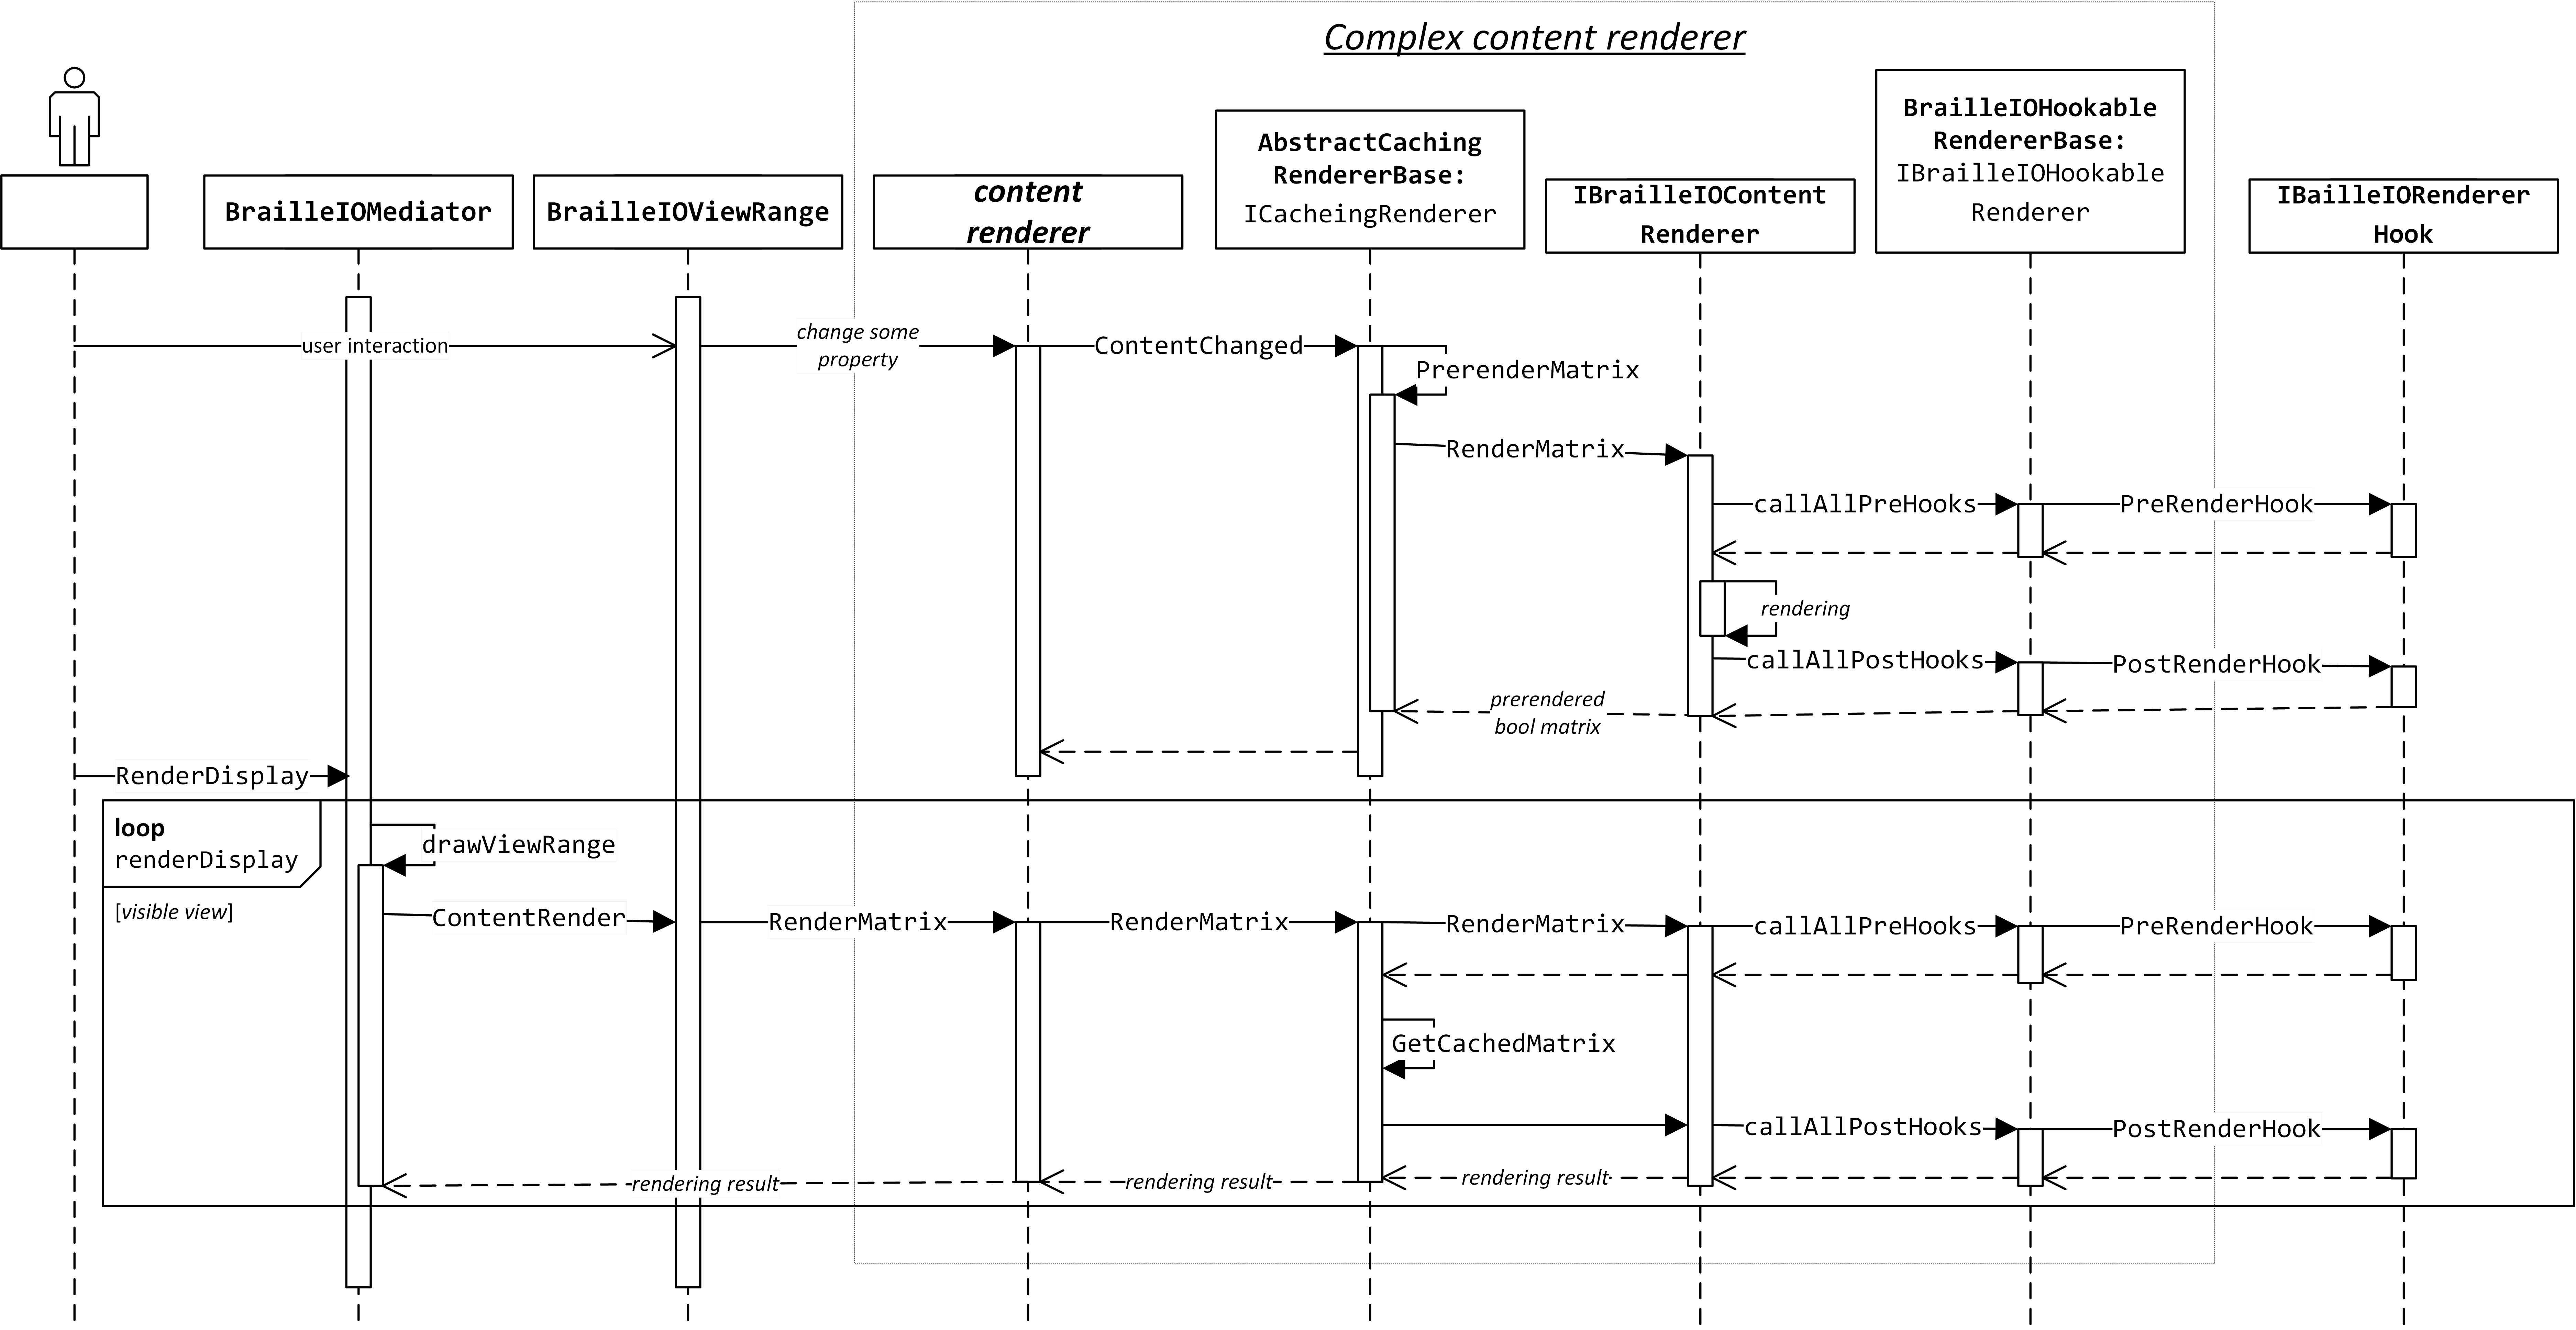 Complex content renderer
BrailleIOMediator
BrailleIOViewRange
content
renderer
AbstractCaching
RendererBase:
ICacheingRenderer
IBrailleIOContent
Renderer
BrailleIOHookable
RendererBase:
IBrailleIOHookable
Renderer
IBailleIORenderer
Hook
user interaction
change some
property
ContentChanged
PrerenderMatrix
RenderMatrix
callAllPreHooks
PreRenderHook
rendering
callAllPostHooks
PostRenderHook
prerendered
bool matrix
RenderDisplay
loop
renderDisplay
[visible view]
drawViewRange
ContentRender
RenderMatrix
RenderMatrix
RenderMatrix
callAllPreHooks
PreRenderHook
GetCachedMatrix
callAllPostHooks
PostRenderHook
rendering result
rendering result
rendering result